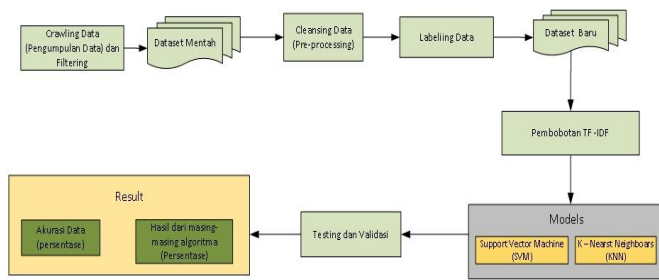 Crawling Data
(Pengumpulan Data) dan
Filtering
Dataset Mentah
Cleansing Data
(Pre-processing)
Labeliing Data
Dataset Baru
Pembobotan TF -IDF
Models
Support Vector Machine
(SVM)
K – Nearst Neighboars
(KNN)
Testing dan Validasi
Result
Akurasi Data
(persentase)
Hasil dari masing-
masing algoritma
(Persentase)